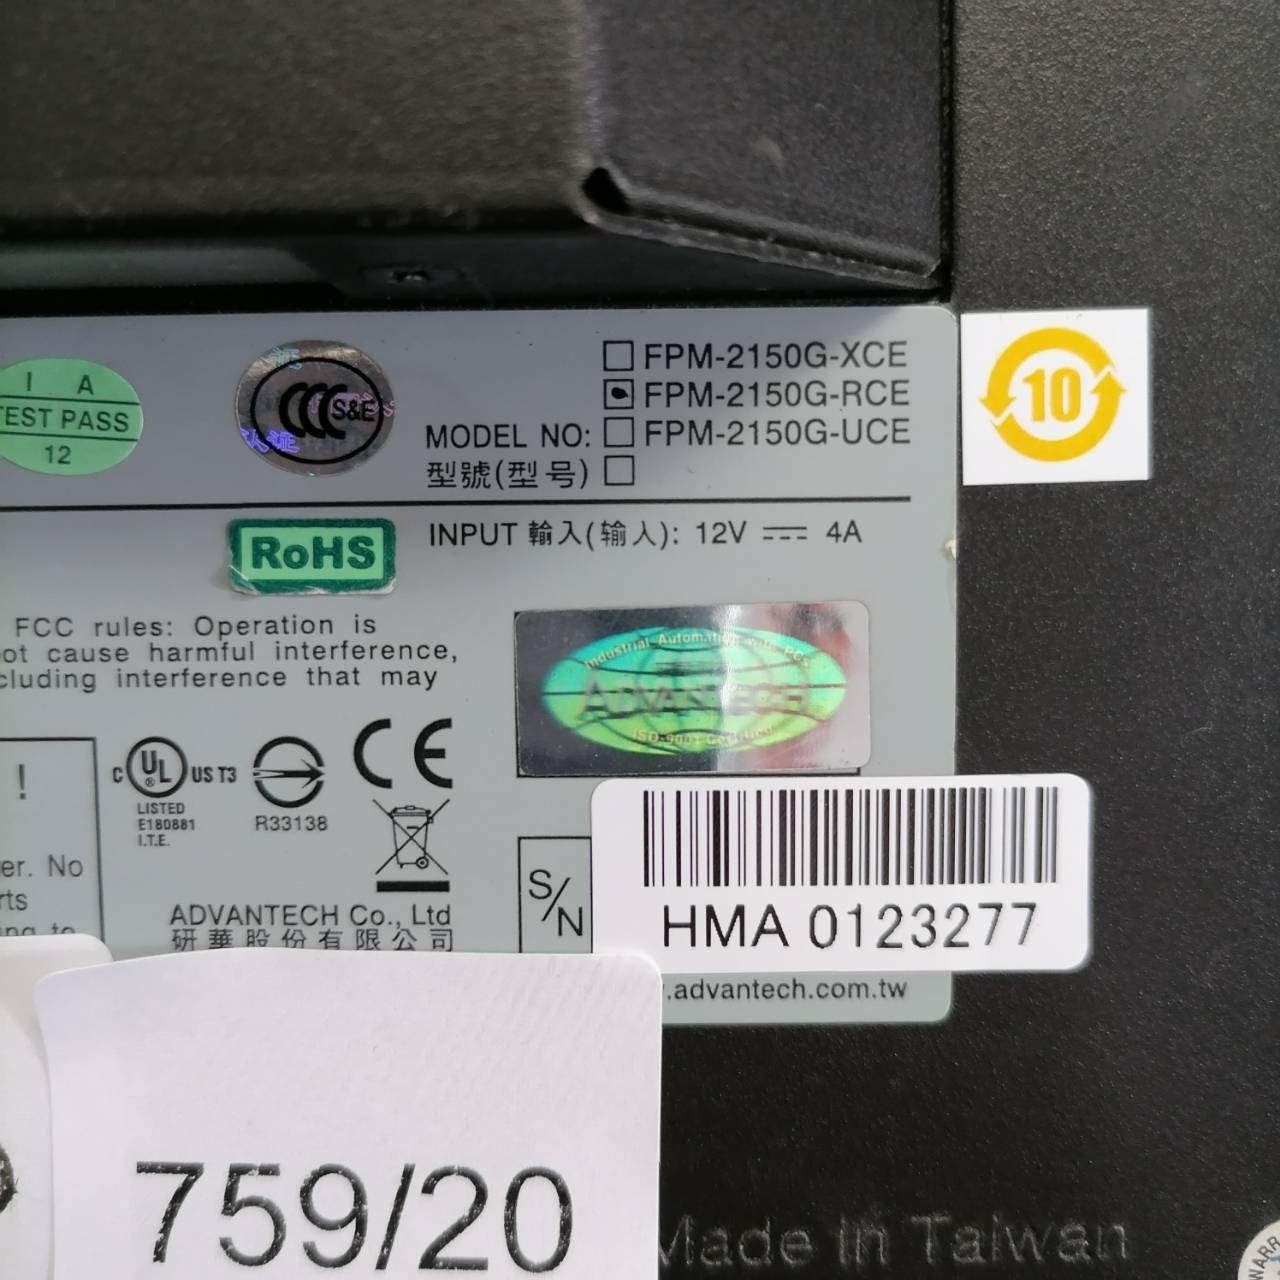 I A
TEST PASS
12
CCC S&E
FPM-2150G-XCE
FPM-2150G-RCE
MODEL NO: FPM-2150G-UCE
型號(型号)
10
RoHS
INPUT 輸入(输入): 12V 4A
FCC rules: Operation is
ot cause harmful interference,
cluding interference that may
Industrial Automation with PCs
ADVANTECH
ISO-9001 Certified
!
C UL ® US T3
LISTED
E180881
I.T.E.
R33138
CE
er. No
rts
ing to
S/N
HMA 0123277
ADVANTECH Co., Ltd
研華股份有限公司
.advantech.com.tw
759/20
Made In Taiwan
WARR